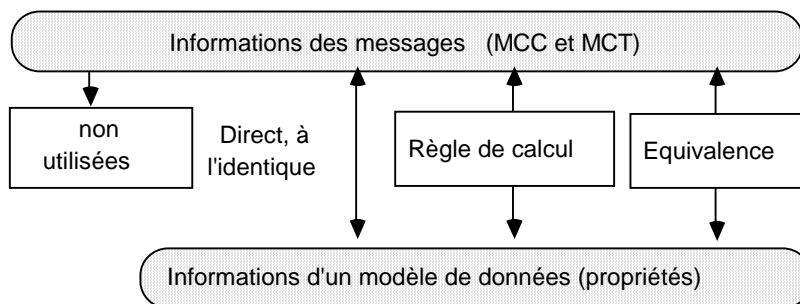 Informations des messages (MCC et MCT)
non
utilisées
Direct, à
l'identique
Règle de calcul
Equivalence
Informations d'un modèle de données (propriétés)